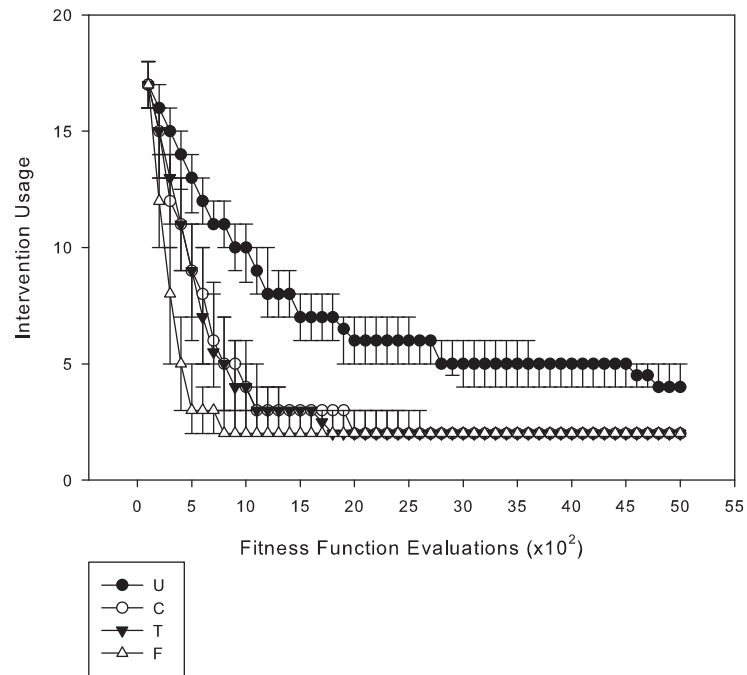 20
15
10
5
0
Intervention Usage
0 5 10 15 20 25 30 35 40 45 50 55
Fitness Function Evaluations (x10²)
U
C
T
F